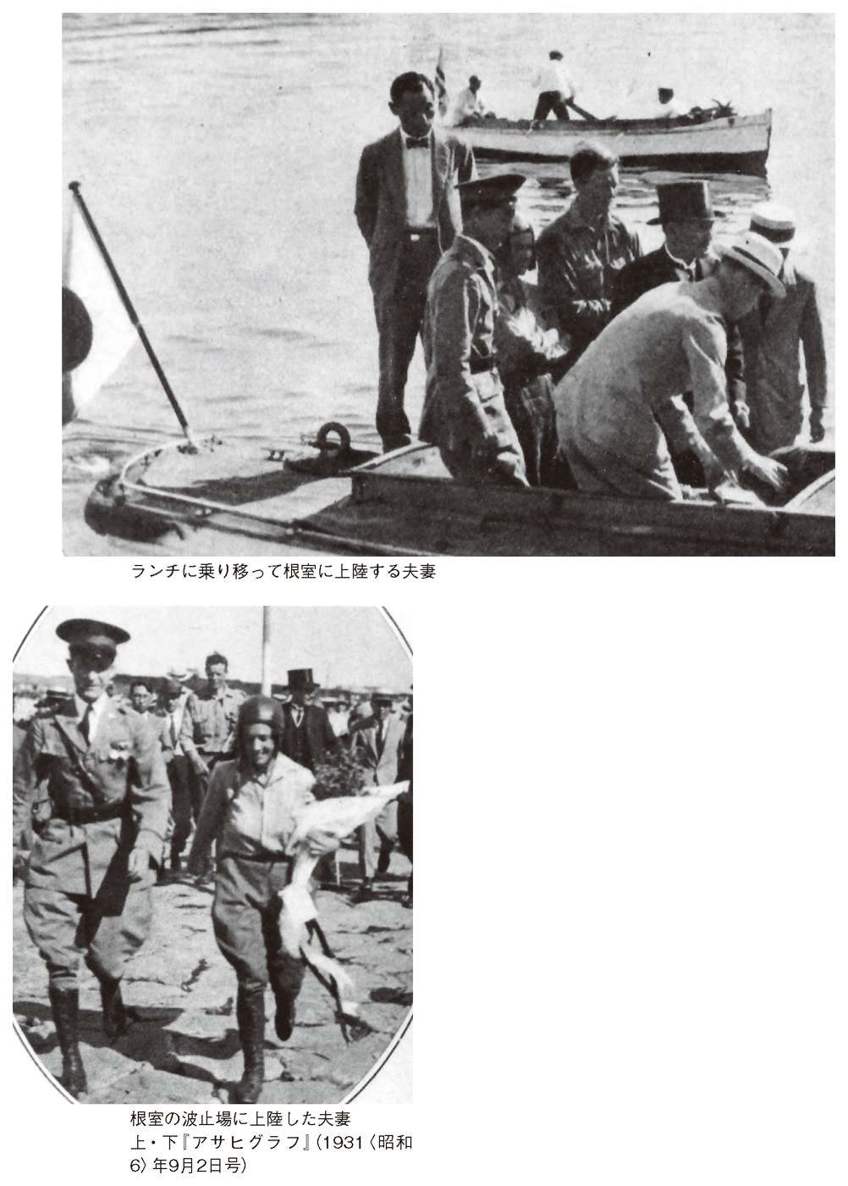 ランチに乗り移って根室に上陸する夫妻
根室の波止場に上陸した夫妻
上・下『アサヒグラフ』（1931〈昭和
6〉年9月2日号）